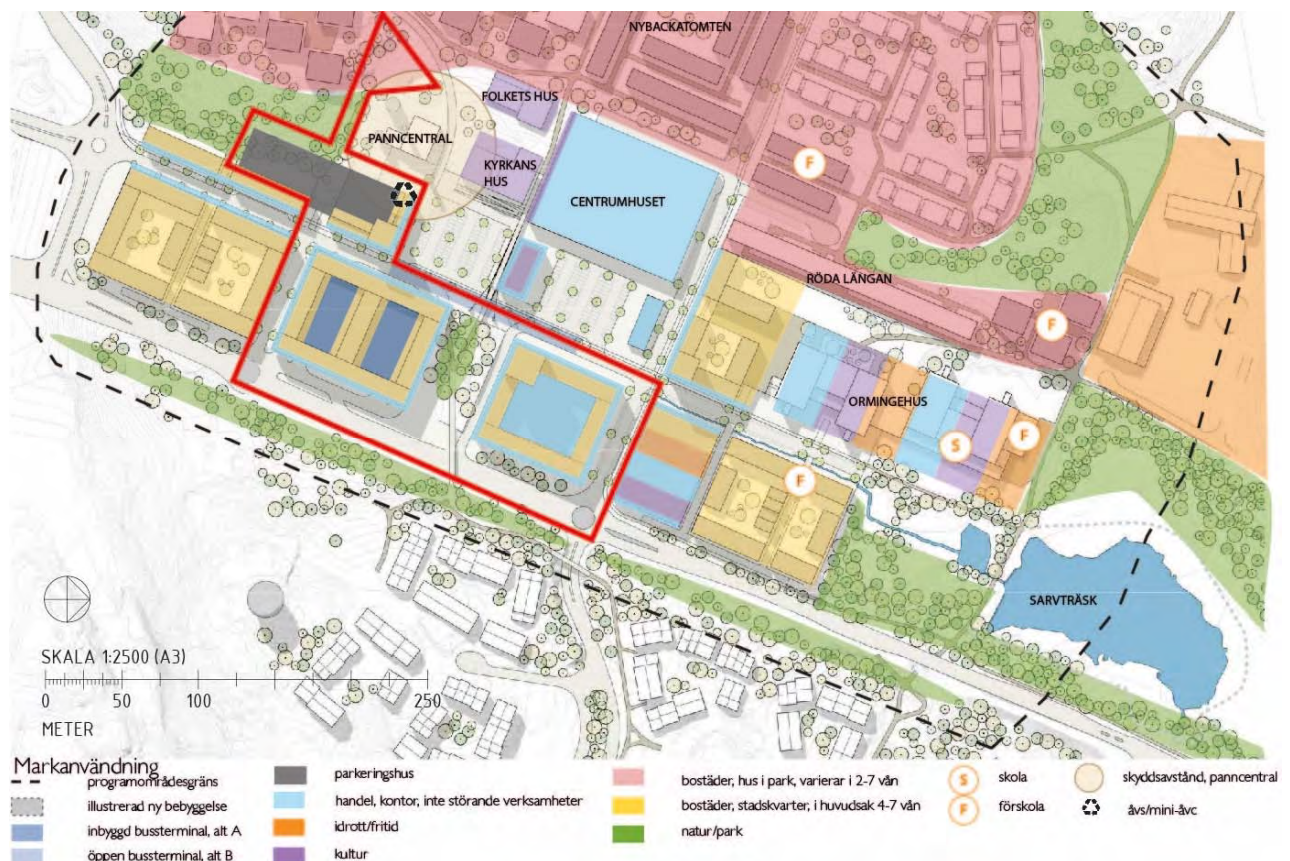 NYBACKATOMTEN
FOLKETS HUS
PANNCENTRAL
KYRKANS
HUS
CENTRUMHUSET
F
RÖDA LÄNGAN
F
ORMINGEHUS
S
F
F
SARVTRÄSK
SKALA 1:2500 (A3)
0 50 100 250
METER
Markanvändning
programområdesgräns
illustrerad ny bebyggelse
inbyggd bussterminal, alt A
öppen bussterminal, alt B
parkeringshus
handel, kontor, inte störande verksamheter
idrott/fritid
kultur
bostäder, hus i park, varierar i 2-7 vån
bostäder, stadskvarter, i huvudsak 4-7 vån
natur/park
S skola
F förskola
skyddsavstånd, panncentral
åvs/mini-åvc